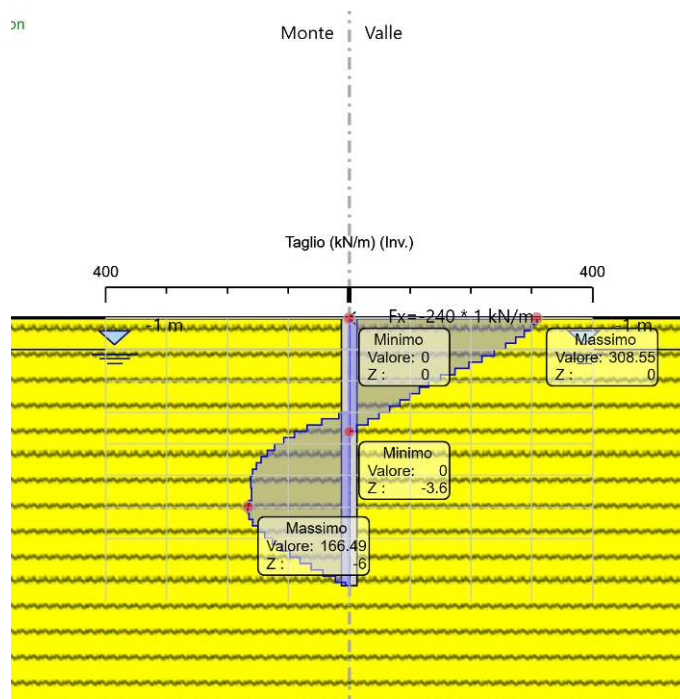 on
Monte
Valle
Taglio (kN/m) (Inv.)
400
400
Fx=-240 * 1 kN/m
-1 m
-1 m
Minimo
Valore: 0
Z : 0
Massimo
Valore: 308.55
Z : 0
Minimo
Valore: 0
Z : -3.6
Massimo
Valore: 166.49
Z : -6